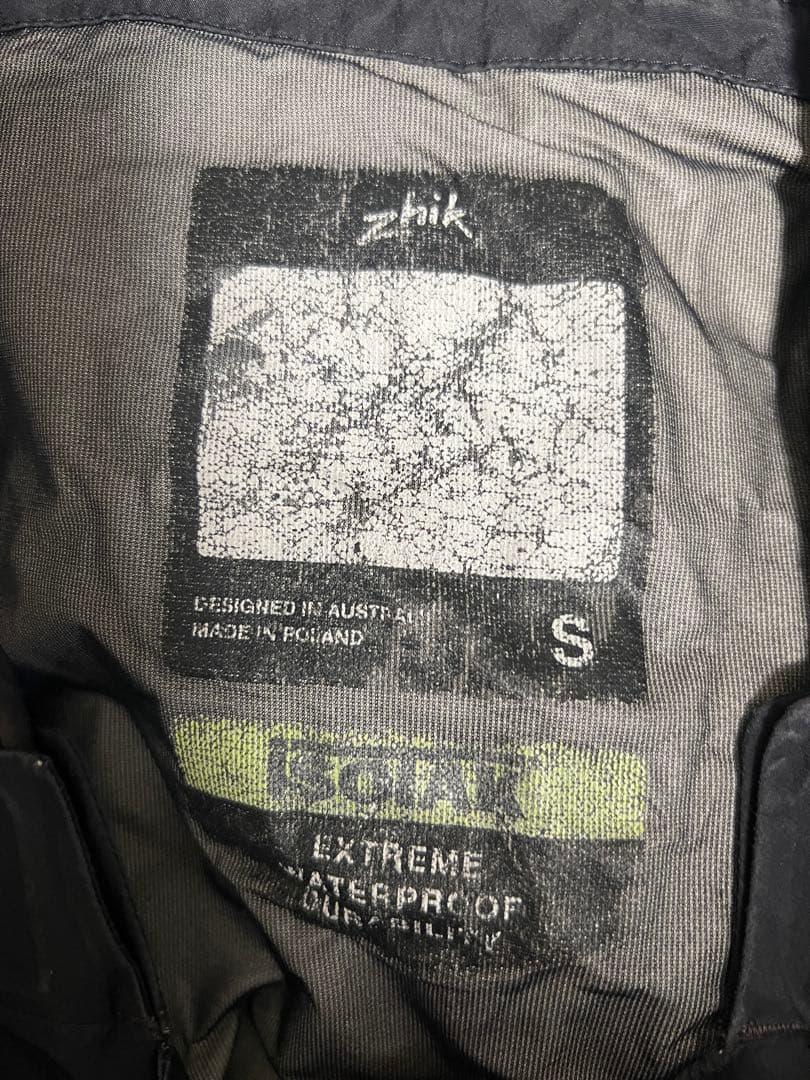 zhik
DESIGNED IN AUSTRALIA
MADE IN POLAND
S
ISOTAK
EXTREME
WATERPROOF
DURABILITY